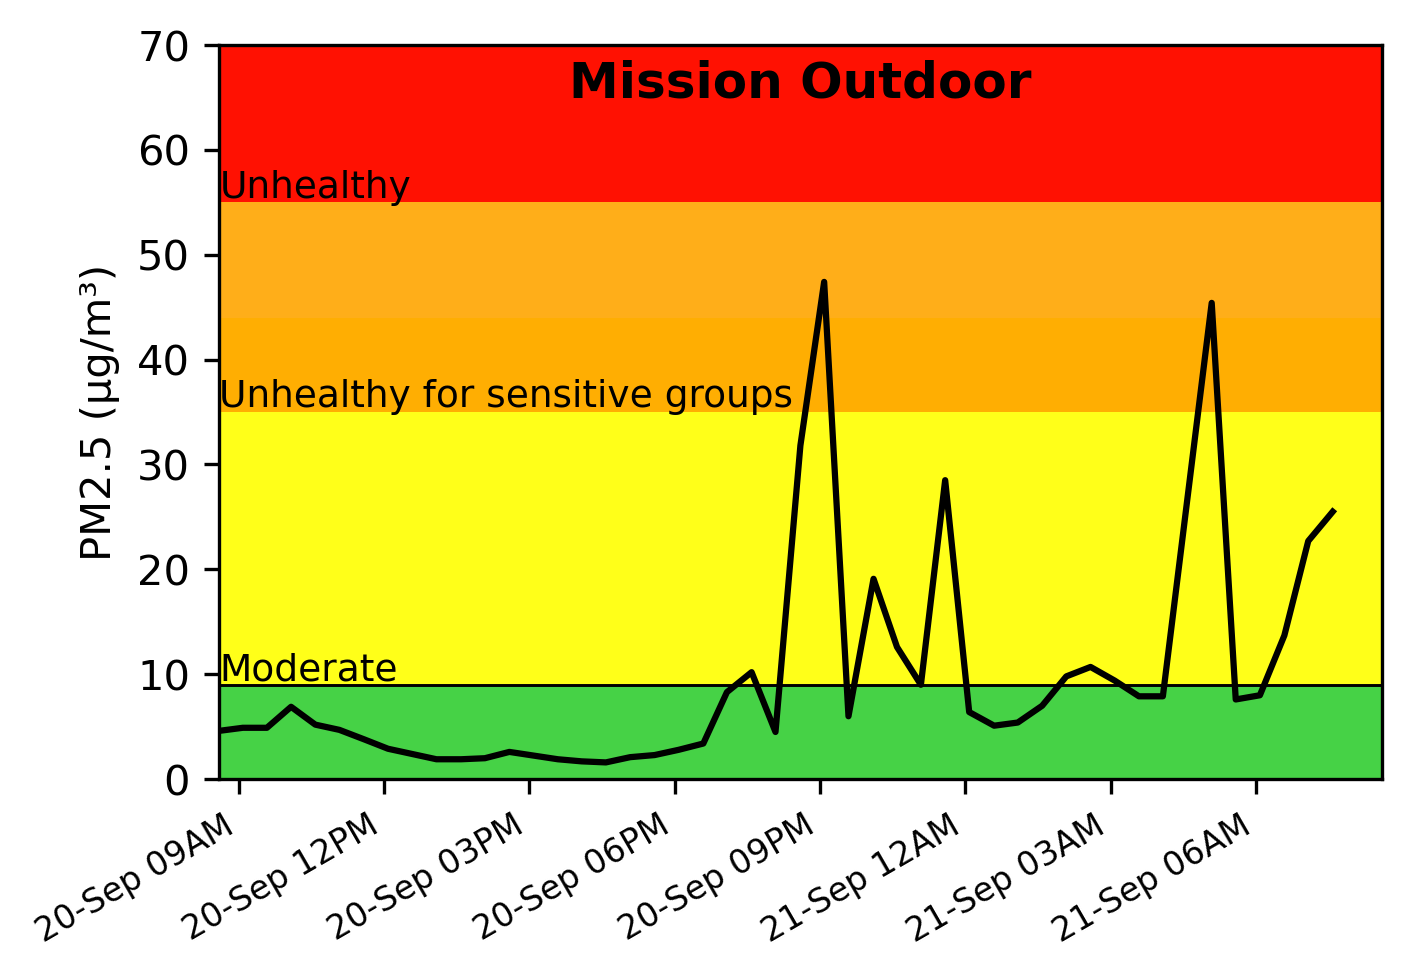 Mission Outdoor
PM2.5 (µg/m³)
70
60
50
40
30
20
10
0
Unhealthy
Unhealthy for sensitive groups
Moderate
20-Sep 09AM
20-Sep 12PM
20-Sep 03PM
20-Sep 06PM
20-Sep 09PM
21-Sep 12AM
21-Sep 03AM
21-Sep 06AM